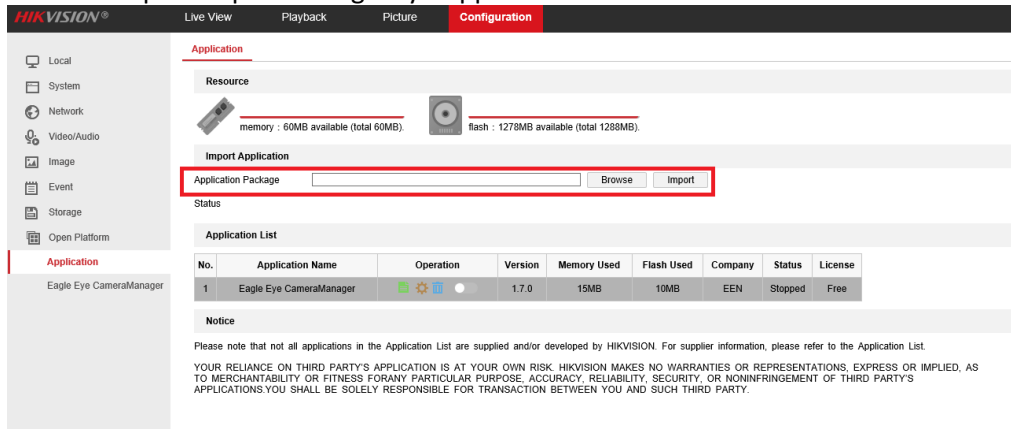 HIKVISION®
Live View Playback Picture Configuration
Local
System
Network
Video/Audio
Image
Event
Storage
Open Platform
Application
Eagle Eye CameraManager
Application
Resource
memory : 60MB available (total 60MB). flash : 1278MB available (total 1288MB).
Import Application
Application Package Browse Import
Status
Application List
No. Application Name Operation Version Memory Used Flash Used Company Status License
1 Eagle Eye CameraManager 1.7.0 15MB 10MB EEN Stopped Free
Notice
Please note that not all applications in the Application List are supplied and/or developed by HIKVISION. For supplier information, please refer to the Application List.
YOUR RELIANCE ON THIRD PARTY'S APPLICATION IS AT YOUR OWN RISK. HIKVISION MAKES NO WARRANTIES OR REPRESENTATIONS, EXPRESS OR IMPLIED, AS
TO MERCHANTABILITY OR FITNESS FORANY PARTICULAR PURPOSE, ACCURACY, RELIABILITY, SECURITY, OR NONINFRINGEMENT OF THIRD PARTY'S
APPLICATIONS.YOU SHALL BE SOLELY RESPONSIBLE FOR TRANSACTION BETWEEN YOU AND SUCH THIRD PARTY.